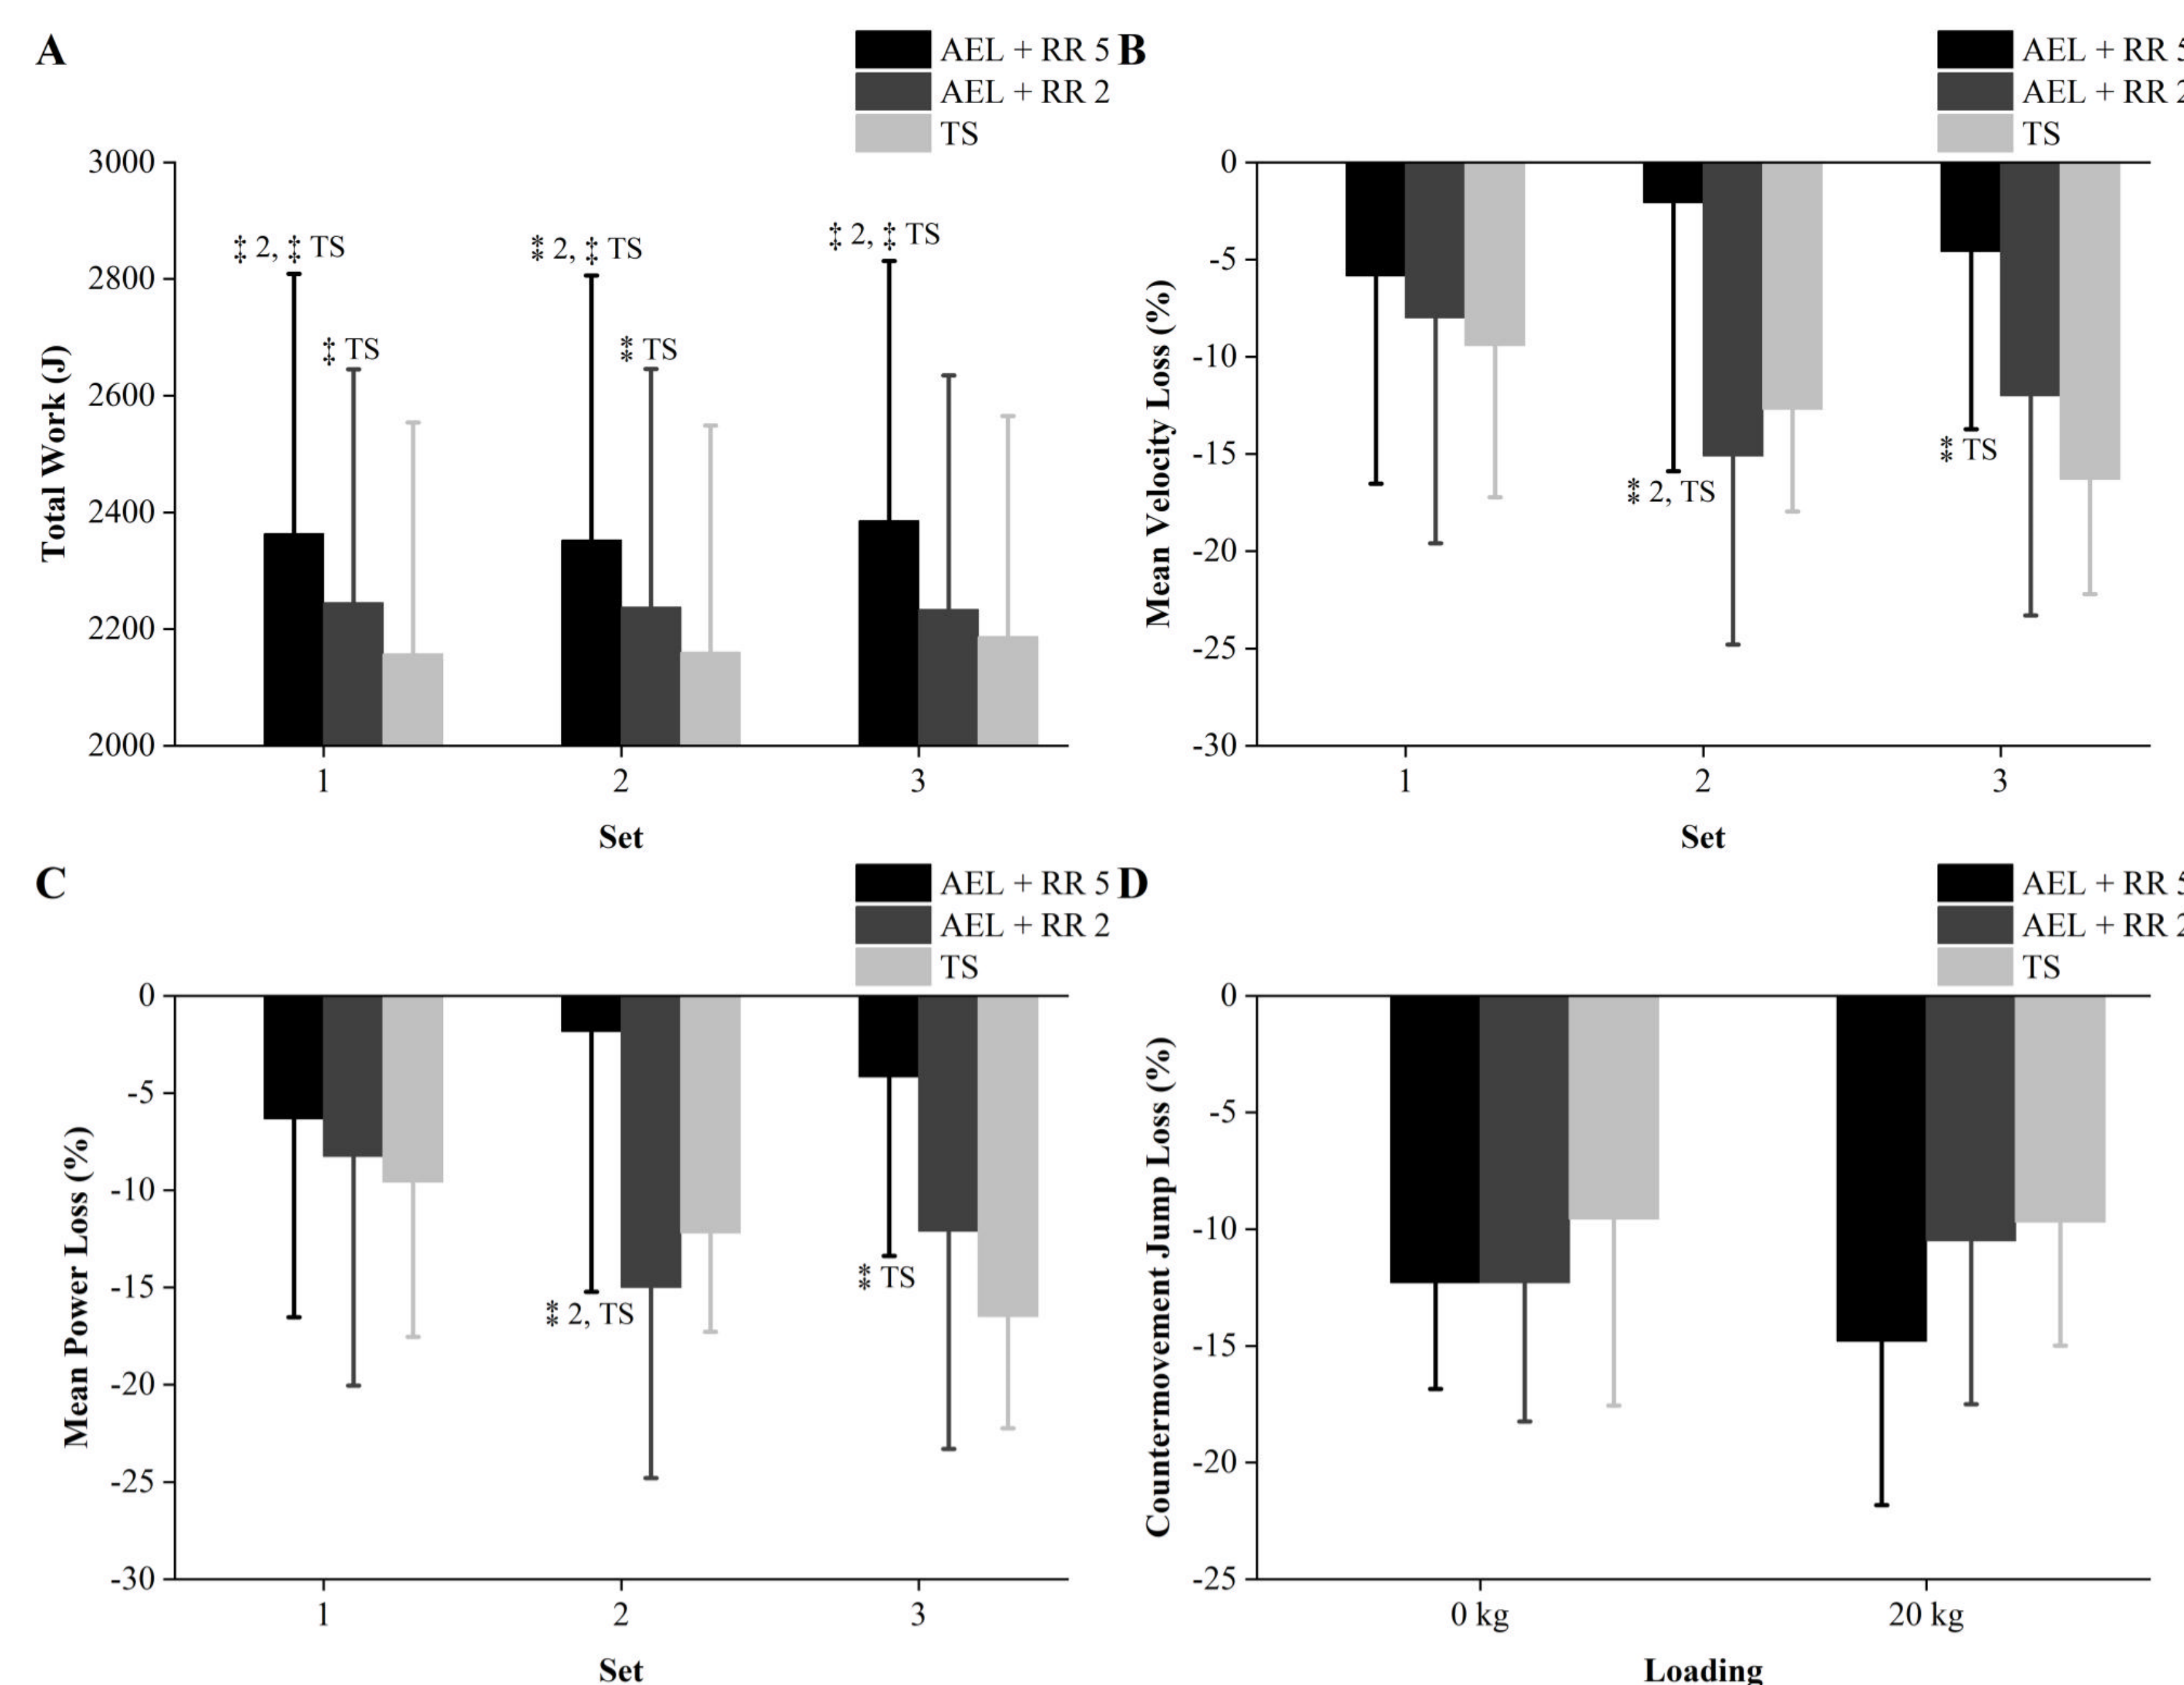 A
AEL + RR 5
AEL + RR 2
TS
3000
2800
2600
2400
2200
2000
Total Work (J)
‡ 2, ‡ TS
‡ TS
⁑ 2, ‡ TS
⁑ TS
‡ 2, ‡ TS
1 2 3
Set
B
AEL + RR 5
AEL + RR 2
TS
0
-5
-10
-15
-20
-25
-30
Mean Velocity Loss (%)
⁑ 2, TS
⁑ TS
1 2 3
Set
C
AEL + RR 5
AEL + RR 2
TS
0
-5
-10
-15
-20
-25
-30
Mean Power Loss (%)
⁑ 2, TS
⁑ TS
1 2 3
Set
D
AEL + RR 5
AEL + RR 2
TS
0
-5
-10
-15
-20
-25
Countermovement Jump Loss (%)
0 kg 20 kg
Loading